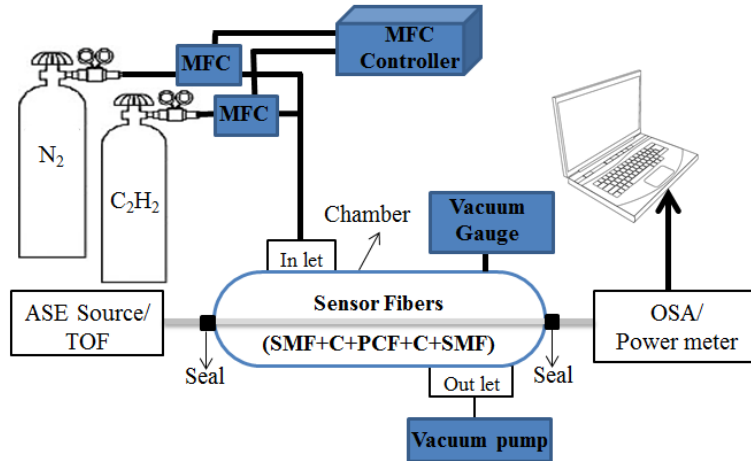 MFC
MFC
Controller
MFC
N₂
C₂H₂
Chamber
Vacuum
Gauge
In let
ASE Source/
TOF
Sensor Fibers
(SMF+C+PCF+C+SMF)
OSA/
Power meter
Seal
Seal
Out let
Vacuum pump